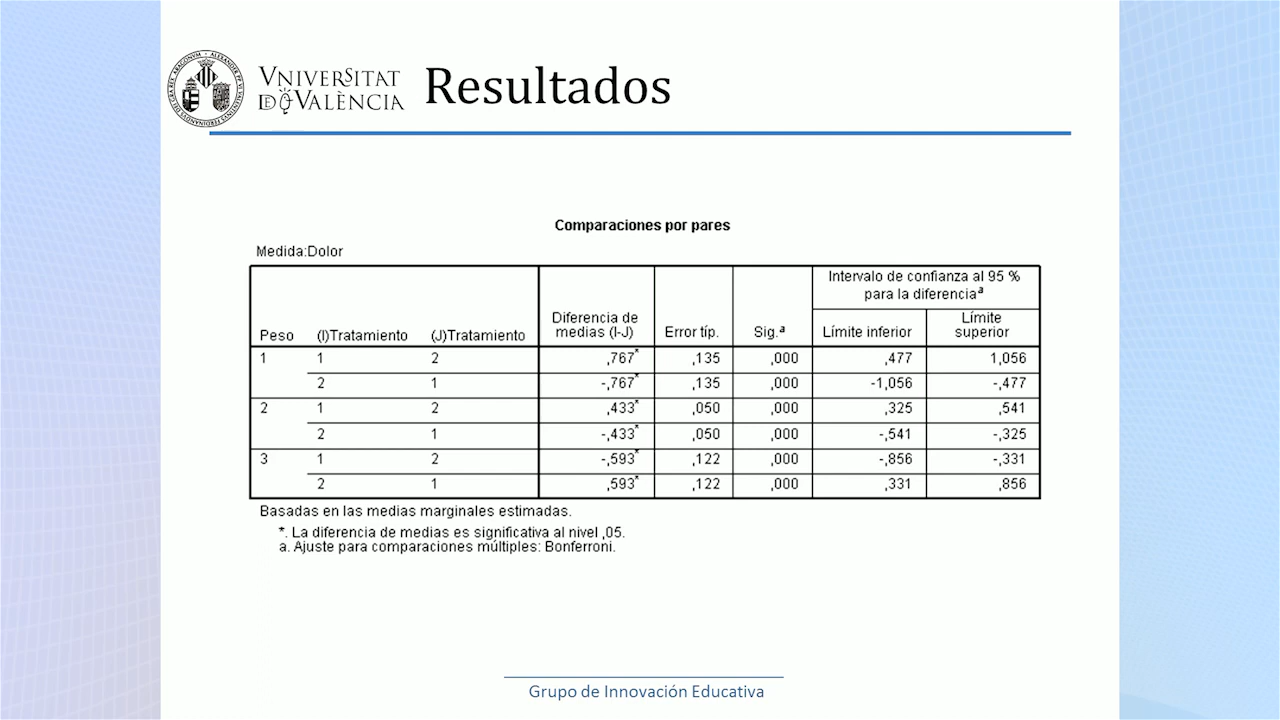 VNIVERSITAT
DE VALÈNCIA
Resultados
Comparaciones por pares
Medida:Dolor
Intervalo de confianza al 95 %
para la diferenciaª
Peso (I)Tratamiento (J)Tratamiento Diferencia de medias (I-J) Error típ. Sig.ª Límite inferior Límite superior
1 1 2 ,767* ,135 ,000 ,477 1,056
2 1 -,767* ,135 ,000 -1,056 -,477
2 1 2 ,433* ,050 ,000 ,325 ,541
2 1 -,433* ,050 ,000 -,541 -,325
3 1 2 -,593* ,122 ,000 -,856 -,331
2 1 ,593* ,122 ,000 ,331 ,856
Basadas en las medias marginales estimadas.
*. La diferencia de medias es significativa al nivel ,05.
a. Ajuste para comparaciones múltiples: Bonferroni.
Grupo de Innovación Educativa